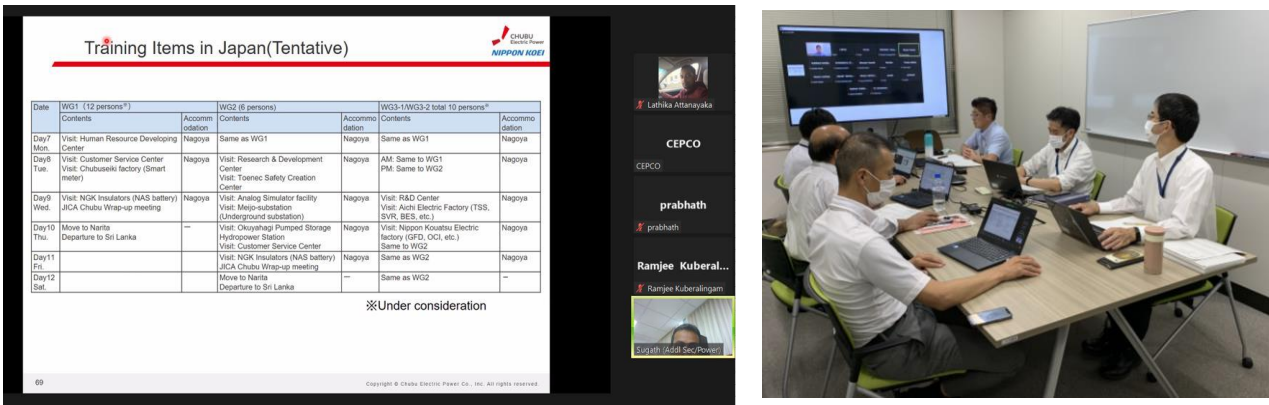 Training Items in Japan(Tentative)
CHUBU
Electric Power
NIPPON KOEI
Date
WG1 (12 persons※)
WG2 (6 persons)
WG3-1/WG3-2 total 10 persons※
Contents
Accomm
odation
Contents
Accommo
dation
Contents
Accommo
dation
Day7
Mon.
Visit: Human Resource Developing
Center
Nagoya
Same as WG1
Nagoya
Same as WG1
Nagoya
Day8
Tue.
Visit: Customer Service Center
Visit: Chubuseiki factory (Smart
meter)
Nagoya
Visit: Research & Development
Center
Visit: Toenec Safety Creation
Center
Nagoya
AM: Same to WG1
PM: Same to WG2
Nagoya
Day9
Wed.
Visit: NGK Insulators (NAS battery)
JICA Chubu Wrap-up meeting
Nagoya
Visit: Analog Simulator facility
Visit: Meijo-substation
(Underground substation)
Nagoya
Visit: R&D Center
Visit: Aichi Electric Factory (TSS,
SVR, BES, etc.)
Nagoya
Day10
Thu.
Move to Narita
Departure to Sri Lanka
—
Visit: Okuyahagi Pumped Storage
Hydropower Station
Visit: Customer Service Center
Nagoya
Visit: Nippon Kouatsu Electric
factory (GFD, OCI, etc.)
Same to WG2
Nagoya
Day11
Fri.
Visit: NGK Insulators (NAS battery)
JICA Chubu Wrap-up meeting
Nagoya
Same as WG2
Nagoya
Day12
Sat.
Move to Narita
Departure to Sri Lanka
—
Same as WG2
—
※Under consideration
69
Copyright © Chubu Electric Power Co., Inc. All rights reserved.
Lathika Attanayaka
CEPCO
CEPCO
prabhath
prabhath
Ramjee Kuberal...
Ramjee Kuberalingam
Sugath (Addl Sec/Power)